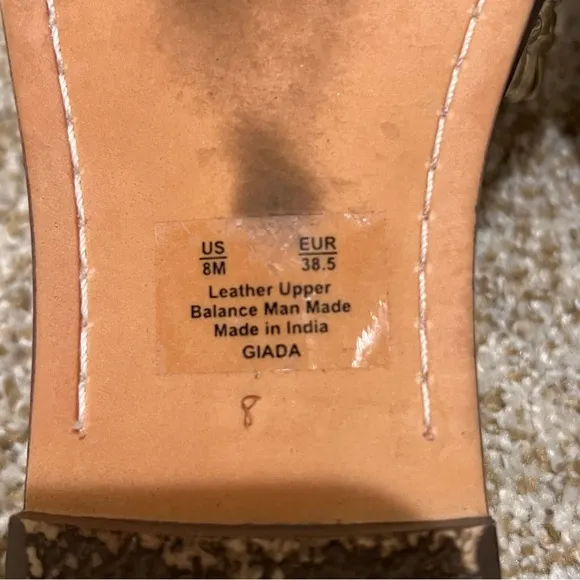 US EUR
8M 38.5
Leather Upper
Balance Man Made
Made in India
GIADA
8